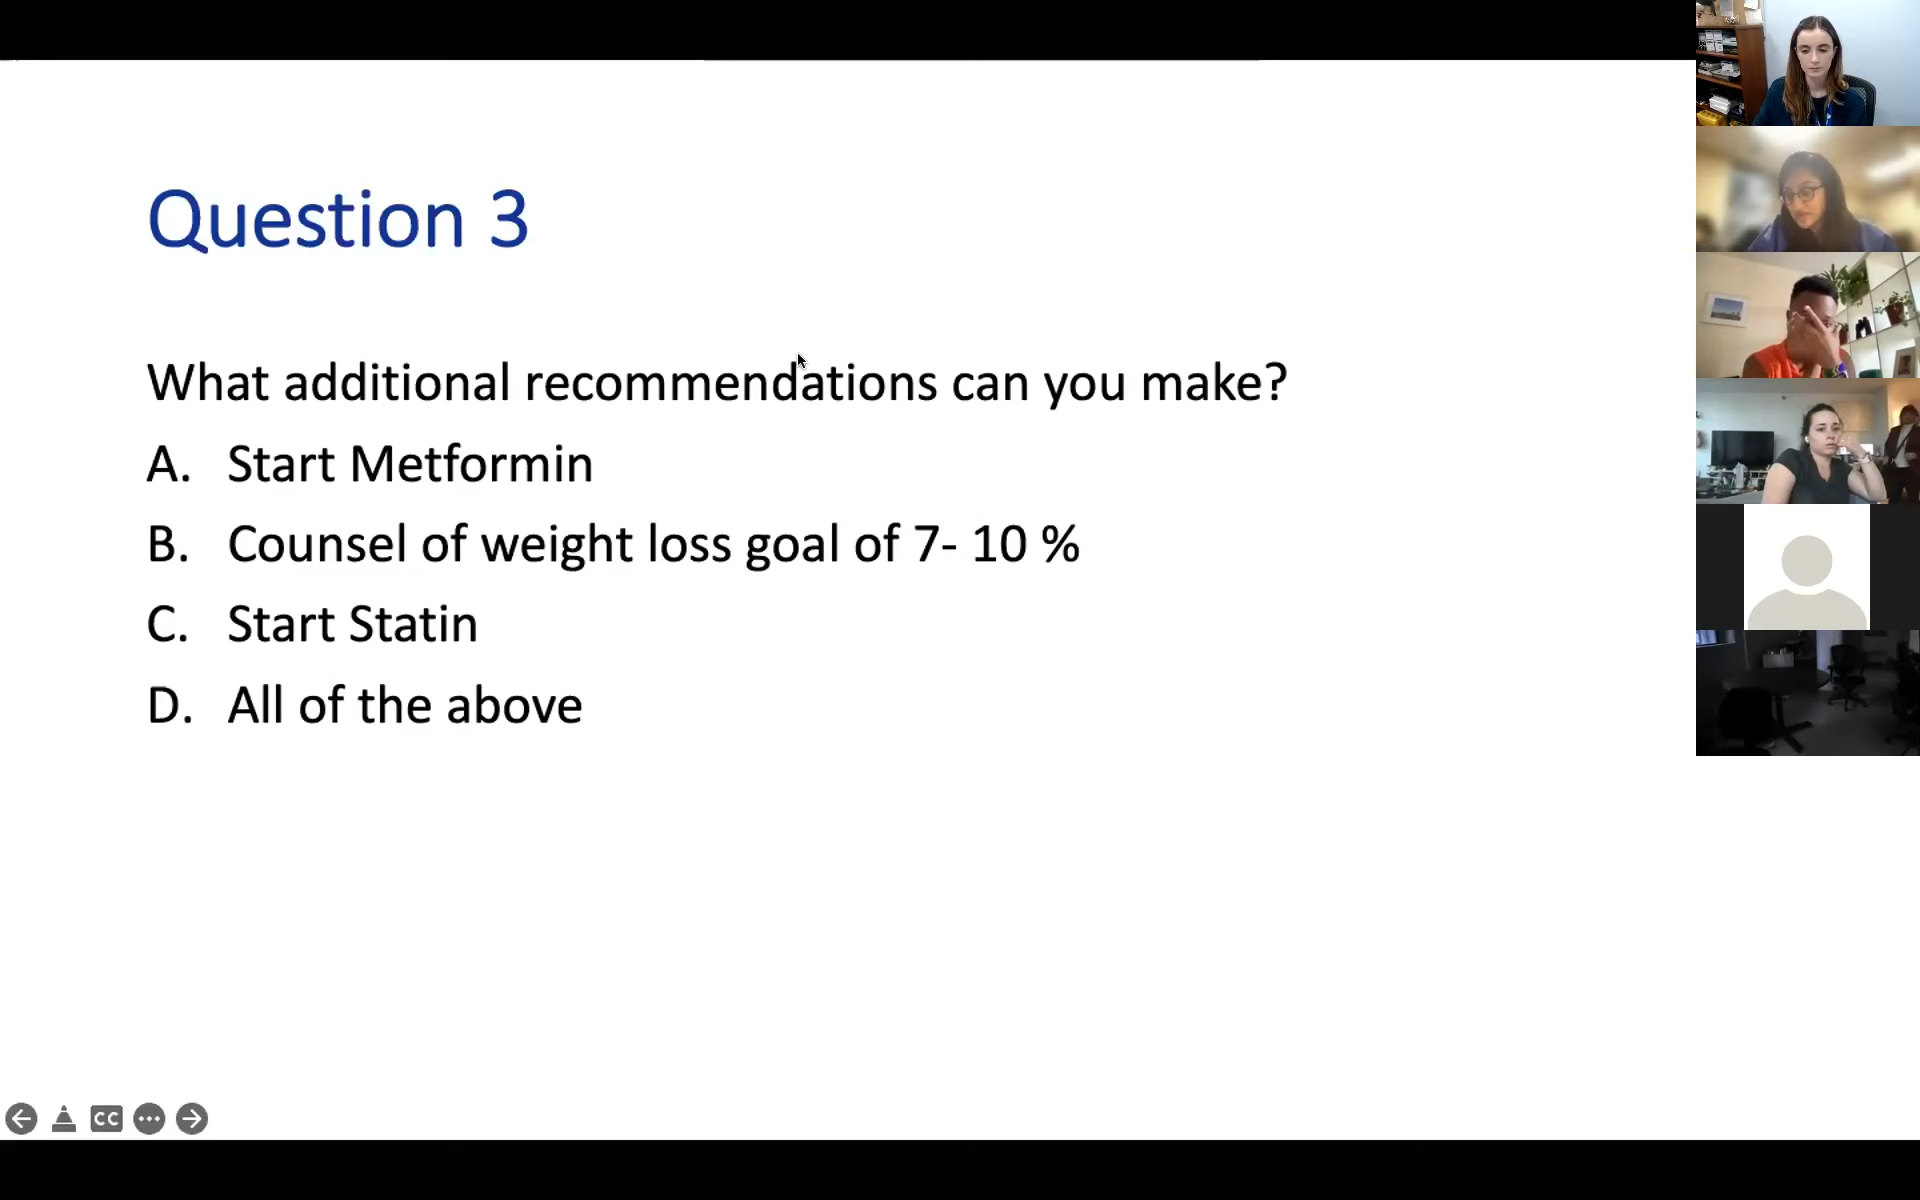 Question 3
What additional recommendations can you make?
A. Start Metformin
B. Counsel of weight loss goal of 7- 10 %
C. Start Statin
D. All of the above
CC